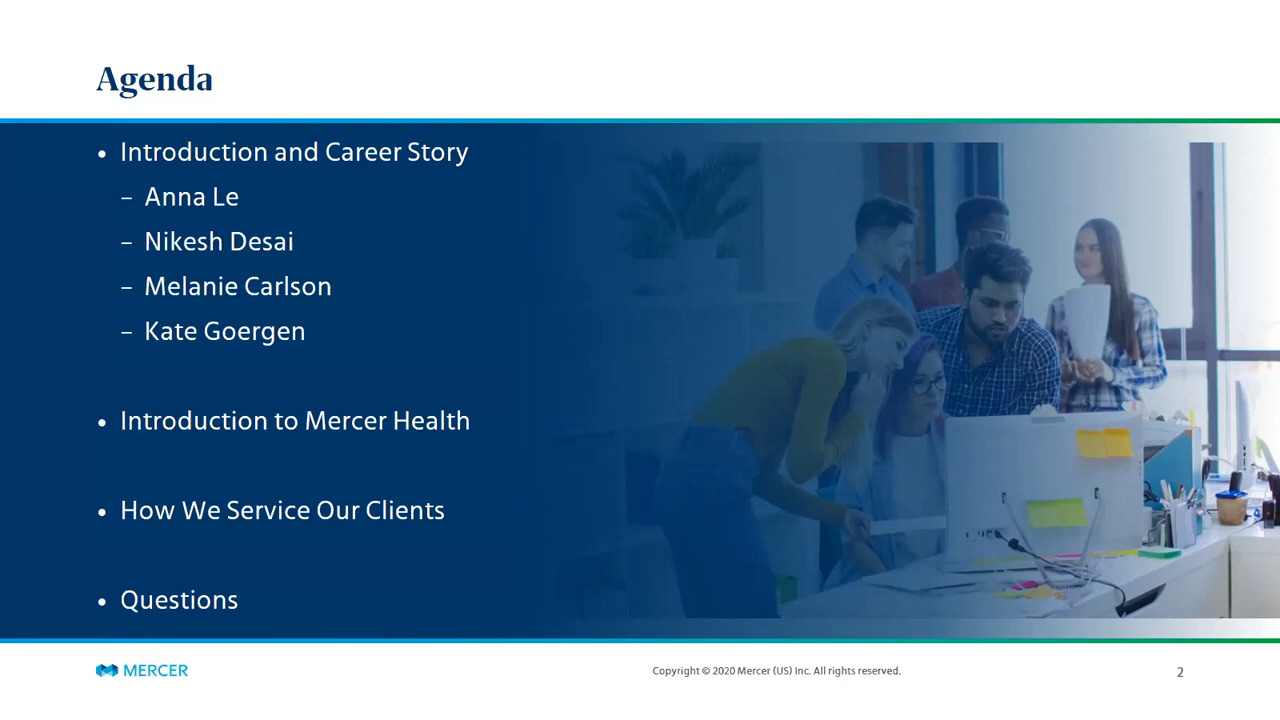 Agenda
• Introduction and Career Story
– Anna Le
– Nikesh Desai
– Melanie Carlson
– Kate Goergen
• Introduction to Mercer Health
• How We Service Our Clients
• Questions
MERCER
Copyright © 2020 Mercer (US) Inc. All rights reserved.
2